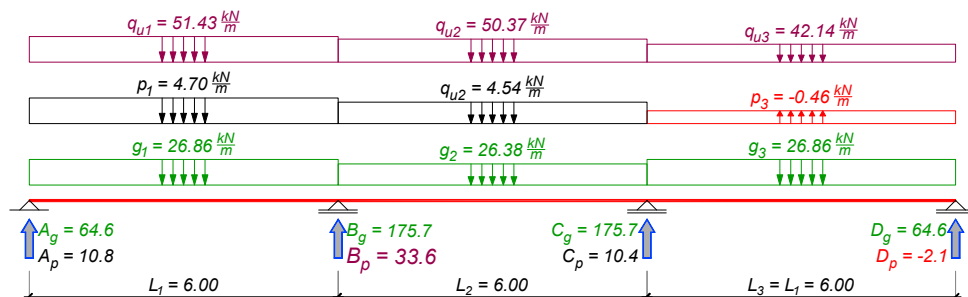 q_u1 = 51.43 kN/m q_u2 = 50.37 kN/m q_u3 = 42.14 kN/m
p_1 = 4.70 kN/m q_u2 = 4.54 kN/m p_3 = -0.46 kN/m
g_1 = 26.86 kN/m g_2 = 26.38 kN/m g_3 = 26.86 kN/m
A_g = 64.6 B_g = 175.7 C_g = 175.7 D_g = 64.6
A_p = 10.8 B_p = 33.6 C_p = 10.4 D_p = -2.1
L_1 = 6.00 L_2 = 6.00 L_3 = L_1 = 6.00